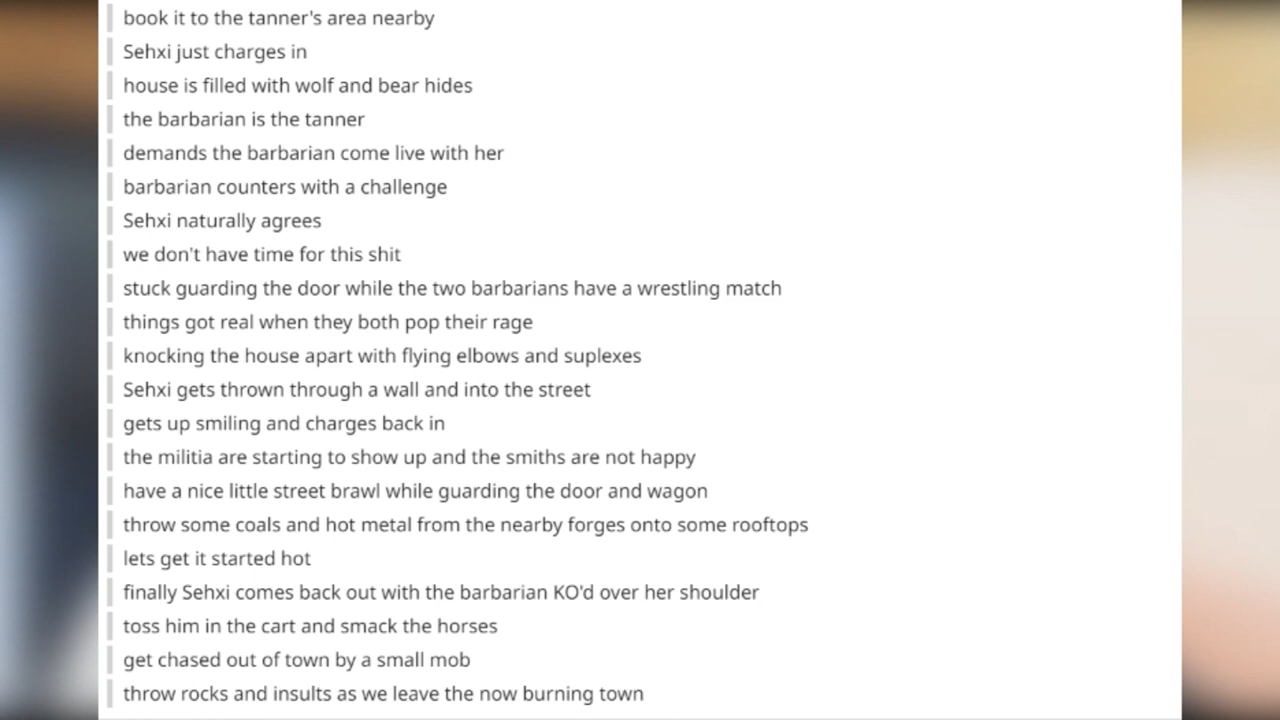 book it to the tanner's area nearby
Sehxi just charges in
house is filled with wolf and bear hides
the barbarian is the tanner
demands the barbarian come live with her
barbarian counters with a challenge
Sehxi naturally agrees
we don't have time for this shit
stuck guarding the door while the two barbarians have a wrestling match
things got real when they both pop their rage
knocking the house apart with flying elbows and suplexes
Sehxi gets thrown through a wall and into the street
gets up smiling and charges back in
the militia are starting to show up and the smiths are not happy
have a nice little street brawl while guarding the door and wagon
throw some coals and hot metal from the nearby forges onto some rooftops
lets get it started hot
finally Sehxi comes back out with the barbarian KO'd over her shoulder
toss him in the cart and smack the horses
get chased out of town by a small mob
throw rocks and insults as we leave the now burning town